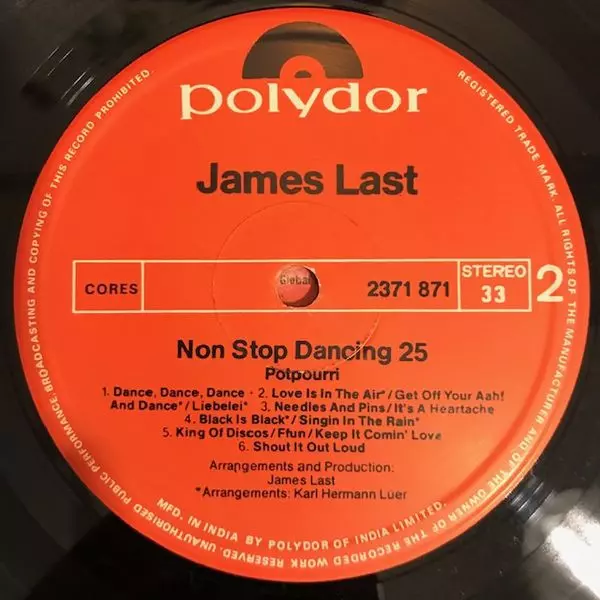 polydor
James Last
CORES
Global
2371 871
STEREO
33
2
Non Stop Dancing 25
Potpourri
1. Dance, Dance, Dance · 2. Love Is In The Air*/Get Off Your Aah!
And Dance*/Liebelei* 3. Needles And Pins/It's A Heartache
4. Black Is Black*/Singin In The Rain*
5. King Of Discos/Ffun/Keep It Comin' Love
6. Shout It Out Loud
Arrangements and Production:
James Last
*Arrangements: Karl Hermann Luer
REGISTERED TRADE MARK. ALL RIGHTS OF THE MANUFACTURER AND OF THE OWNER OF THE RECORDED WORK RESERVED. UNAUTHORISED PUBLIC PERFORMANCE BROADCASTING AND COPYING OF THIS RECORD PROHIBITED.
MFD. IN INDIA BY POLYDOR OF INDIA LIMITED.